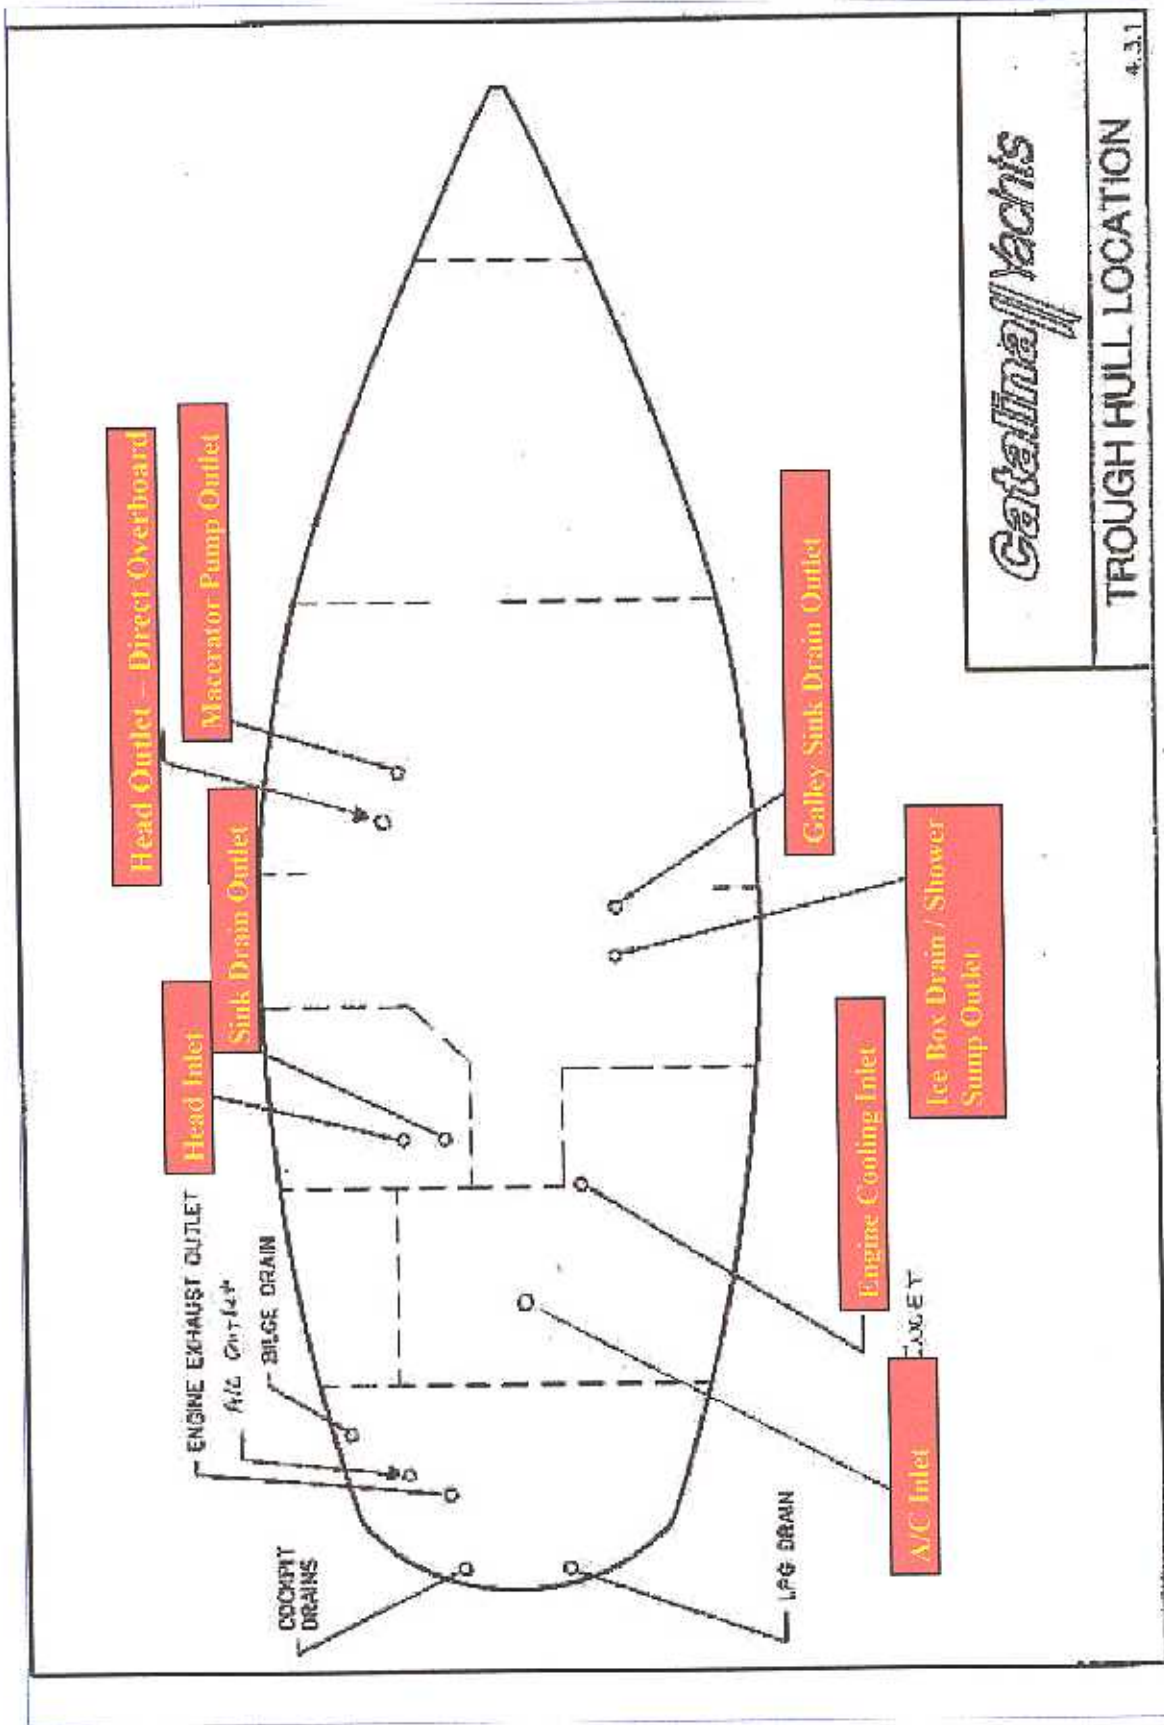 Head Outlet – Direct Overboard
Macerator Pump Outlet
Sink Drain Outlet
Head Inlet
ENGINE EXHAUST OUTLET
A/C Outlet
BILGE DRAIN
COCKPIT
DRAINS
LPG DRAIN
A/C Inlet
Engine Cooling Inlet
Ice Box Drain / Shower
Sump Outlet
Galley Sink Drain Outlet
Catalina Yachts
TROUGH HULL LOCATION
4.3.1